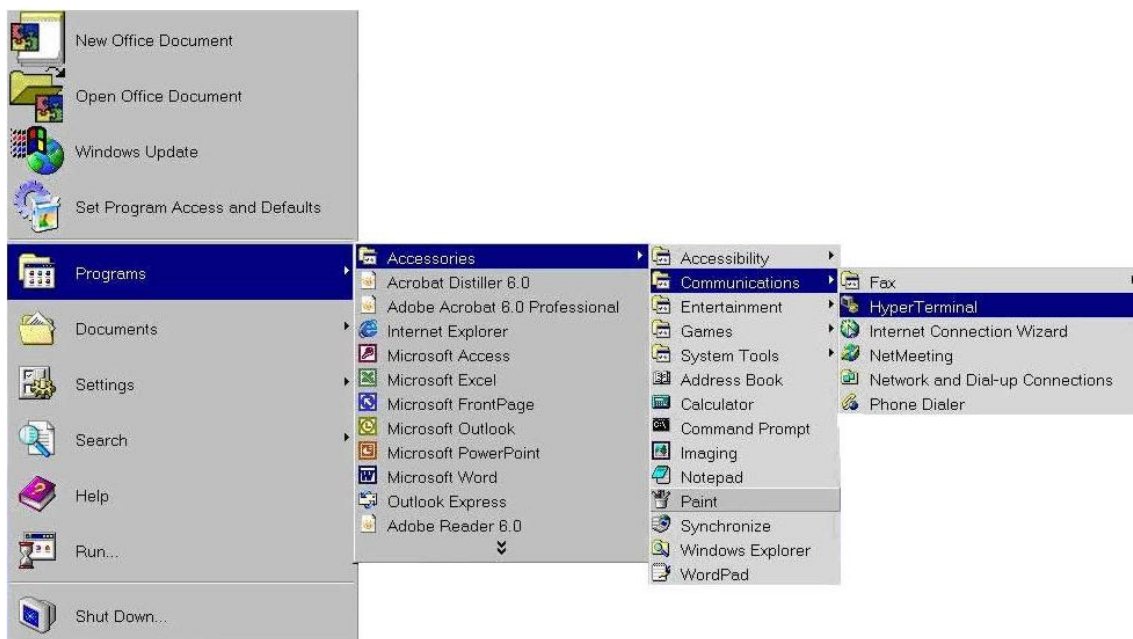 New Office Document
Open Office Document
Windows Update
Set Program Access and Defaults
Programs
Documents
Settings
Search
Help
Run...
Shut Down...
Accessories
Acrobat Distiller 6.0
Adobe Acrobat 6.0 Professional
Internet Explorer
Microsoft Access
Microsoft Excel
Microsoft FrontPage
Microsoft Outlook
Microsoft PowerPoint
Microsoft Word
Outlook Express
Adobe Reader 6.0
Accessibility
Communications
Entertainment
Games
System Tools
Address Book
Calculator
Command Prompt
Imaging
Notepad
Paint
Synchronize
Windows Explorer
WordPad
Fax
HyperTerminal
Internet Connection Wizard
NetMeeting
Network and Dial-up Connections
Phone Dialer